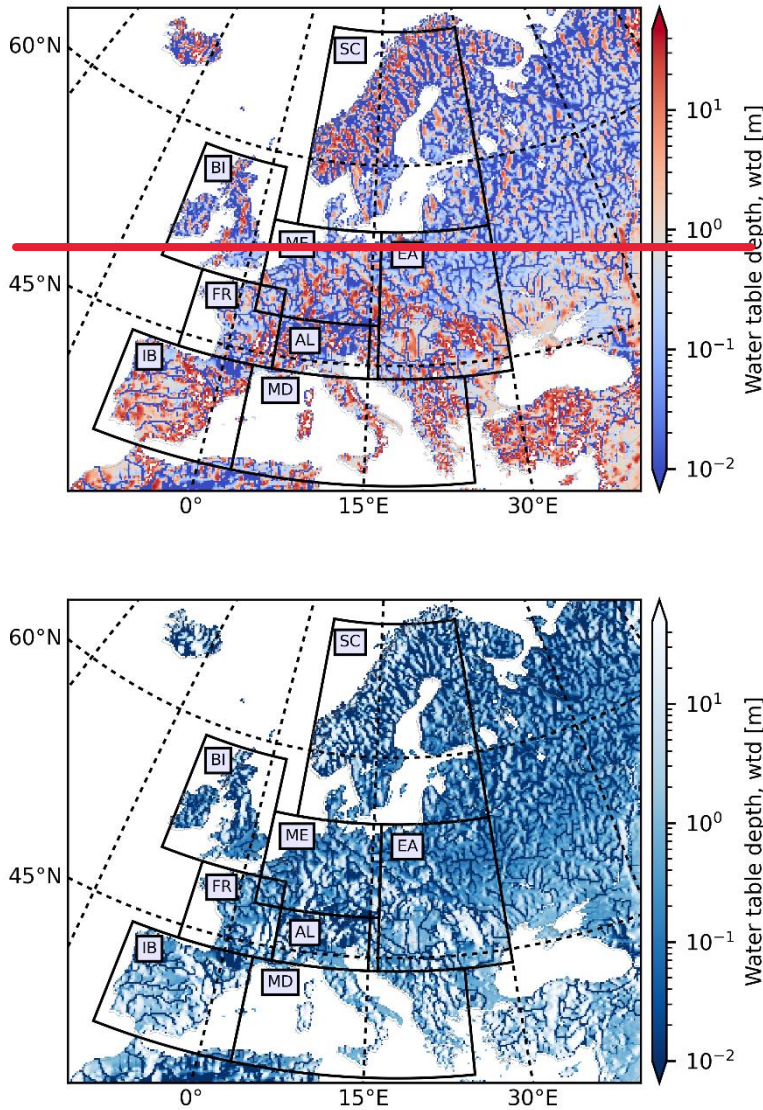 60°N
SC
BI
ME
EA
45°N
FR
AL
IB
MD
0°
15°E
30°E
10¹
10⁰
10⁻¹
10⁻²
Water table depth, wtd [m]
60°N
SC
BI
ME
EA
45°N
FR
AL
IB
MD
0°
15°E
30°E
10¹
10⁰
10⁻¹
10⁻²
Water table depth, wtd [m]